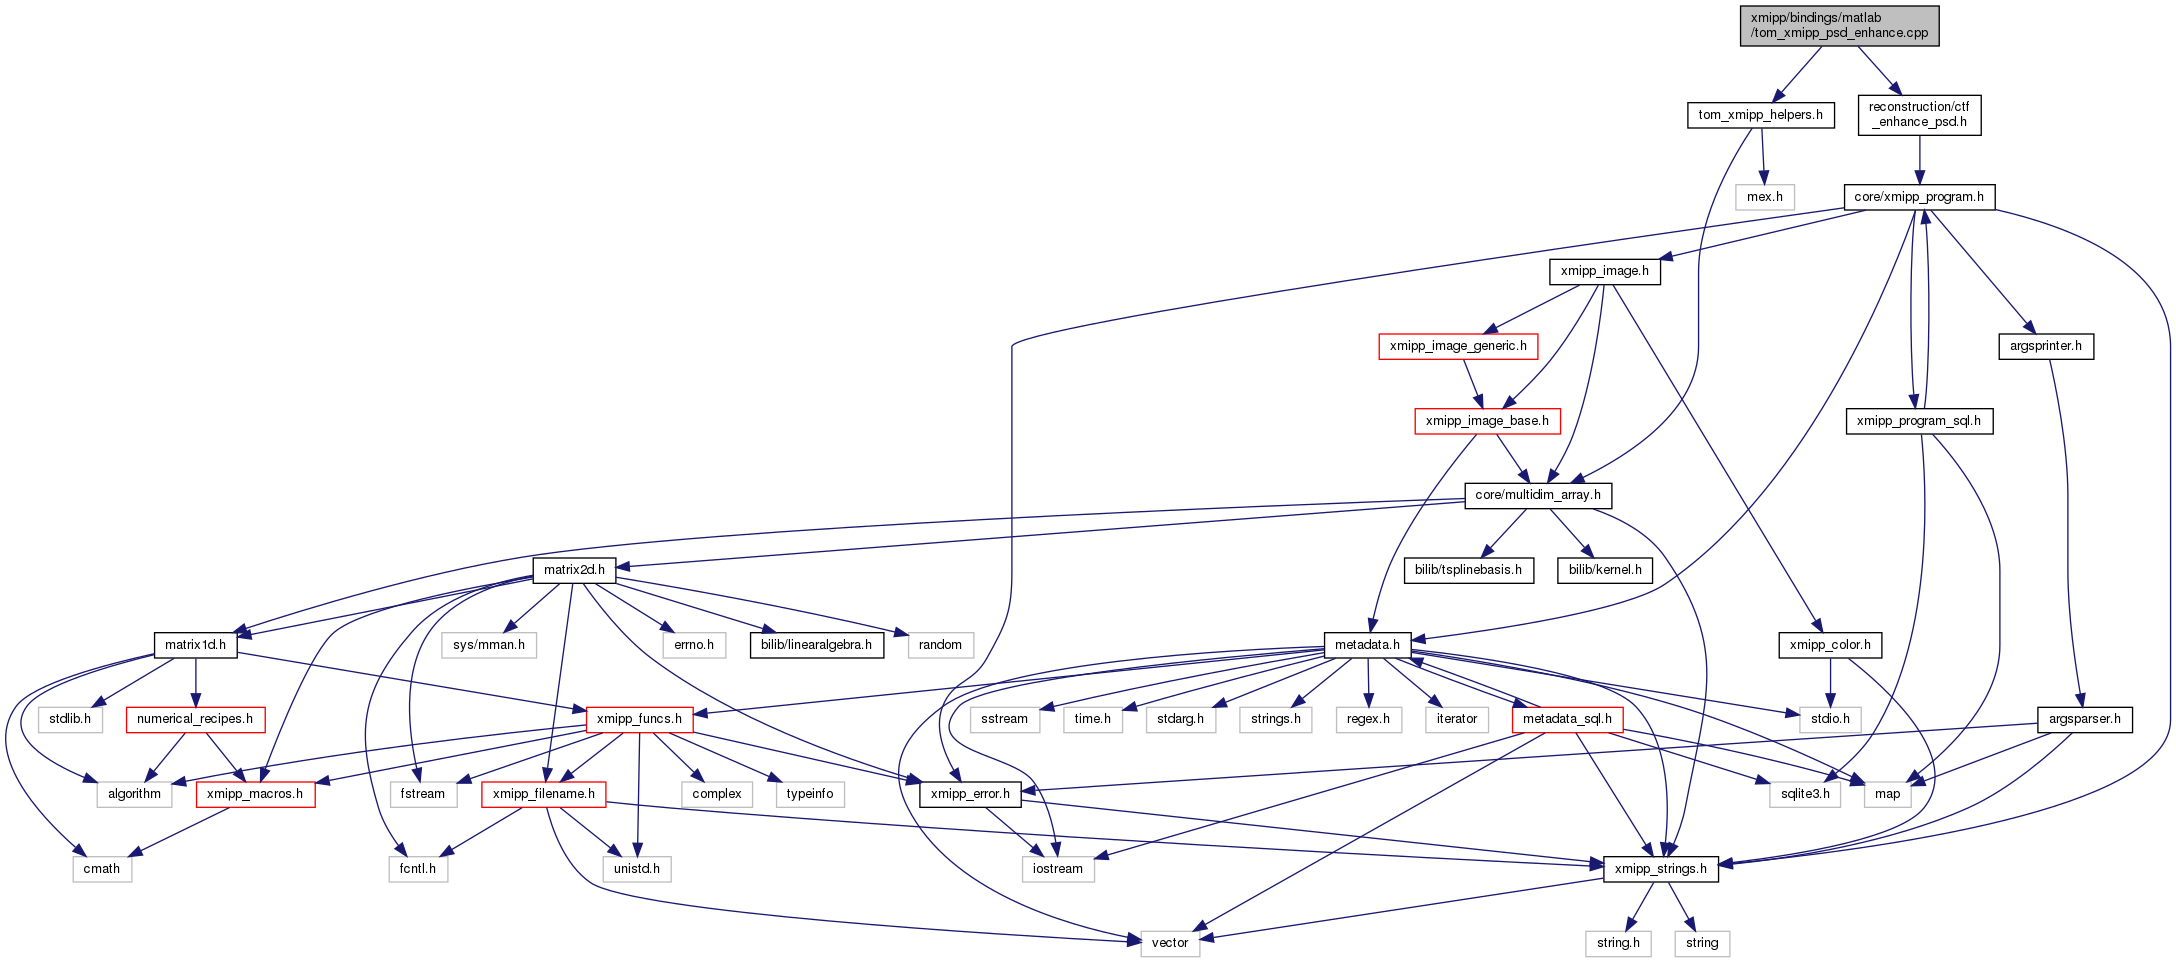 xmipp/bindings/matlab
/tom_xmipp_psd_enhance.cpp
tom_xmipp_helpers.h
reconstruction/ctf
_enhance_psd.h
mex.h
core/xmipp_program.h
xmipp_image.h
xmipp_image_generic.h
argsprinter.h
xmipp_image_base.h
xmipp_program_sql.h
core/multidim_array.h
matrix2d.h
bilib/tsplinebasis.h
bilib/kernel.h
matrix1d.h
sys/mman.h
errno.h
bilib/linearalgebra.h
random
metadata.h
xmipp_color.h
stdlib.h
numerical_recipes.h
xmipp_funcs.h
sstream
time.h
stdarg.h
strings.h
regex.h
iterator
metadata_sql.h
stdio.h
argsparser.h
algorithm
xmipp_macros.h
fstream
xmipp_filename.h
complex
typeinfo
xmipp_error.h
sqlite3.h
map
cmath
fcntl.h
unistd.h
iostream
xmipp_strings.h
vector
string.h
string